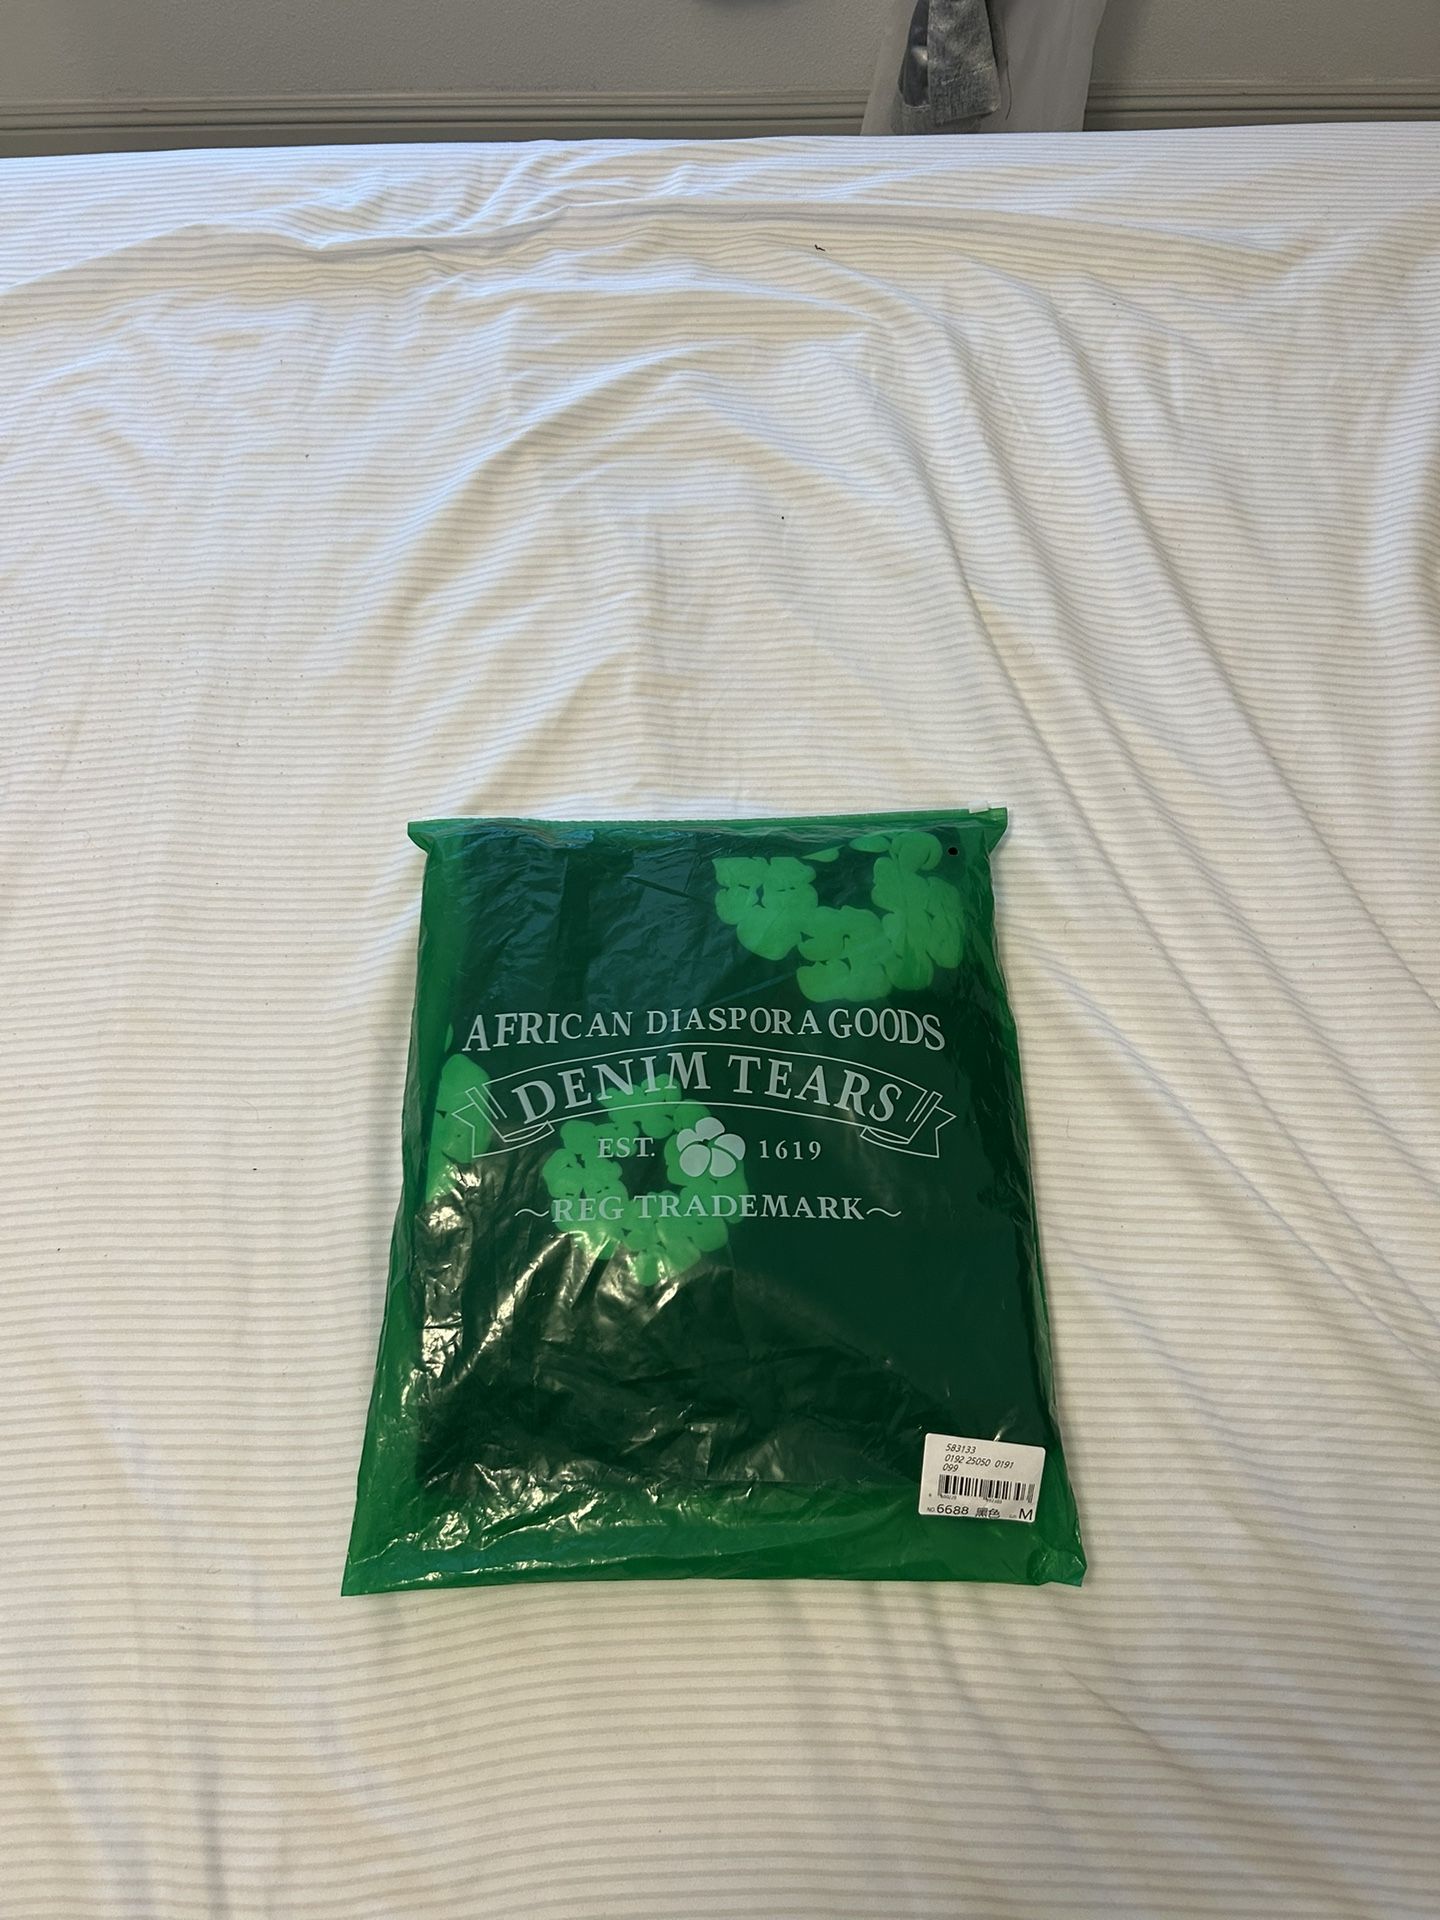 AFRICAN DIASPORA GOODS
DENIM TEARS
EST. 1619
~REG TRADEMARK~
583133
0192 25050 0191
099
NO. 6688 黑色 M